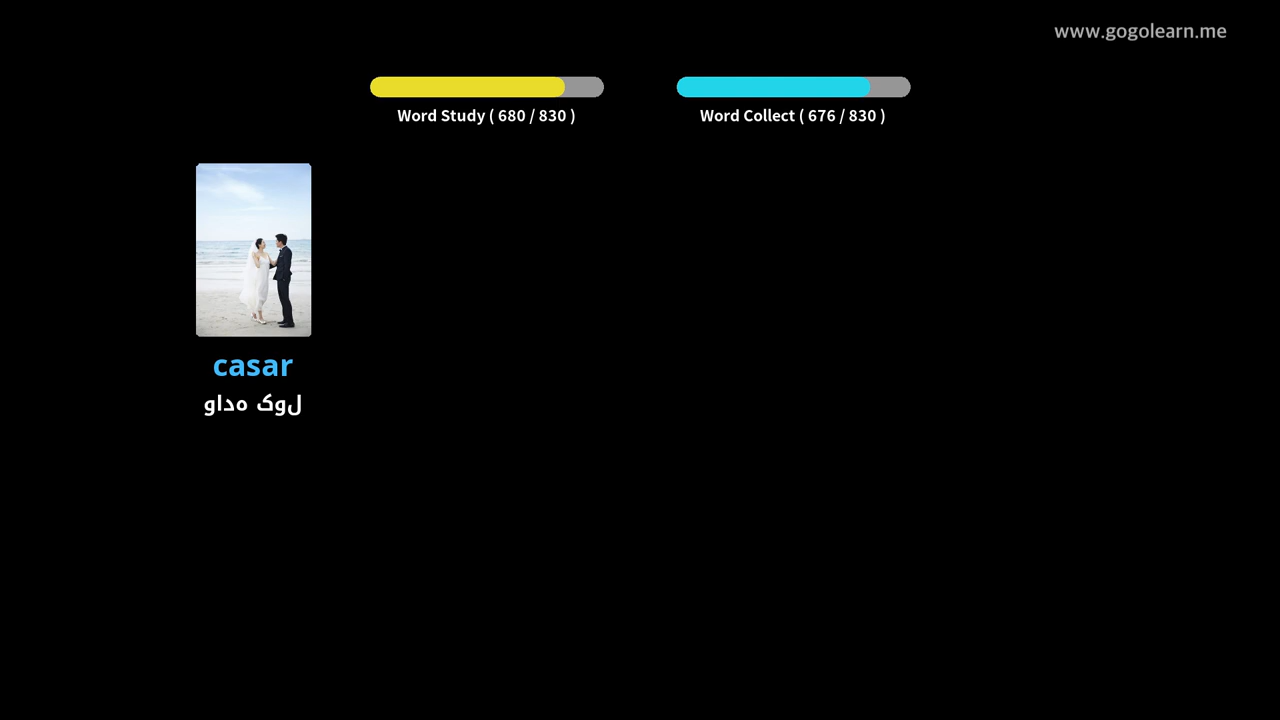 www.gogolearn.me
Word Study ( 680 / 830 )
Word Collect ( 676 / 830 )
casar
واده کول